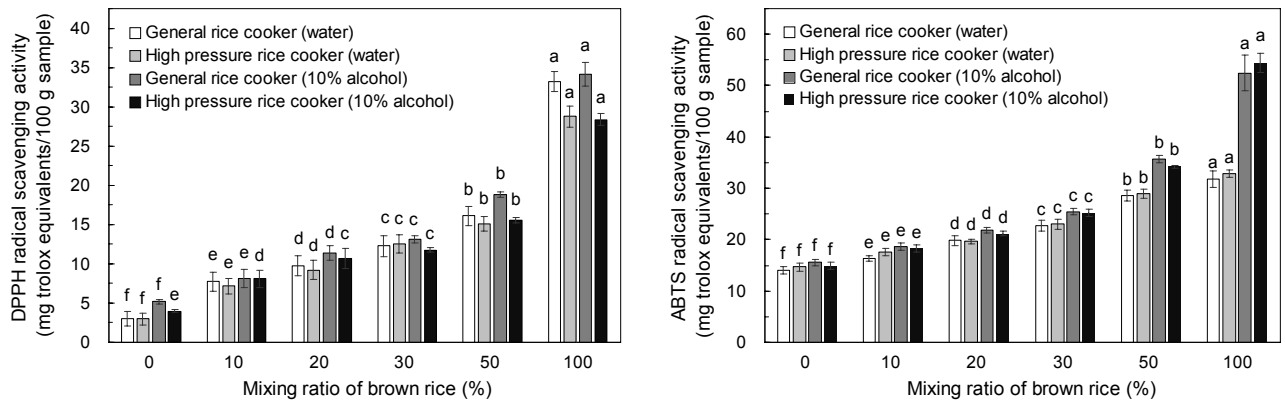 DPPH radical scavenging activity
(mg trolox equivalents/100 g sample)
40
35
30
25
20
15
10
5
0
General rice cooker (water)
High pressure rice cooker (water)
General rice cooker (10% alcohol)
High pressure rice cooker (10% alcohol)
f f f e
e e e d
d d d c
c c c c
b b b b
a a a a
0 10 20 30 50 100
Mixing ratio of brown rice (%)
ABTS radical scavenging activity
(mg trolox equivalents/100 g sample)
60
50
40
30
20
10
0
General rice cooker (water)
High pressure rice cooker (water)
General rice cooker (10% alcohol)
High pressure rice cooker (10% alcohol)
f f f f
e e e e
d d d d
c c c c
b b b b
a a a a
0 10 20 30 50 100
Mixing ratio of brown rice (%)